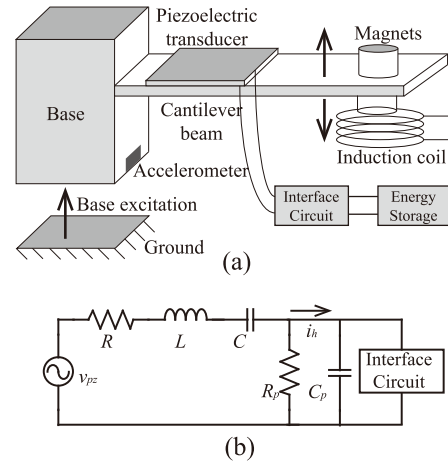 Piezoelectric
transducer
Magnets
Base
Cantilever
beam
Accelerometer
Induction coil
Base excitation
Interface
Circuit
Energy
Storage
Ground
(a)
R
L
C
i_h
v_pz
R_p
C_p
Interface
Circuit
(b)